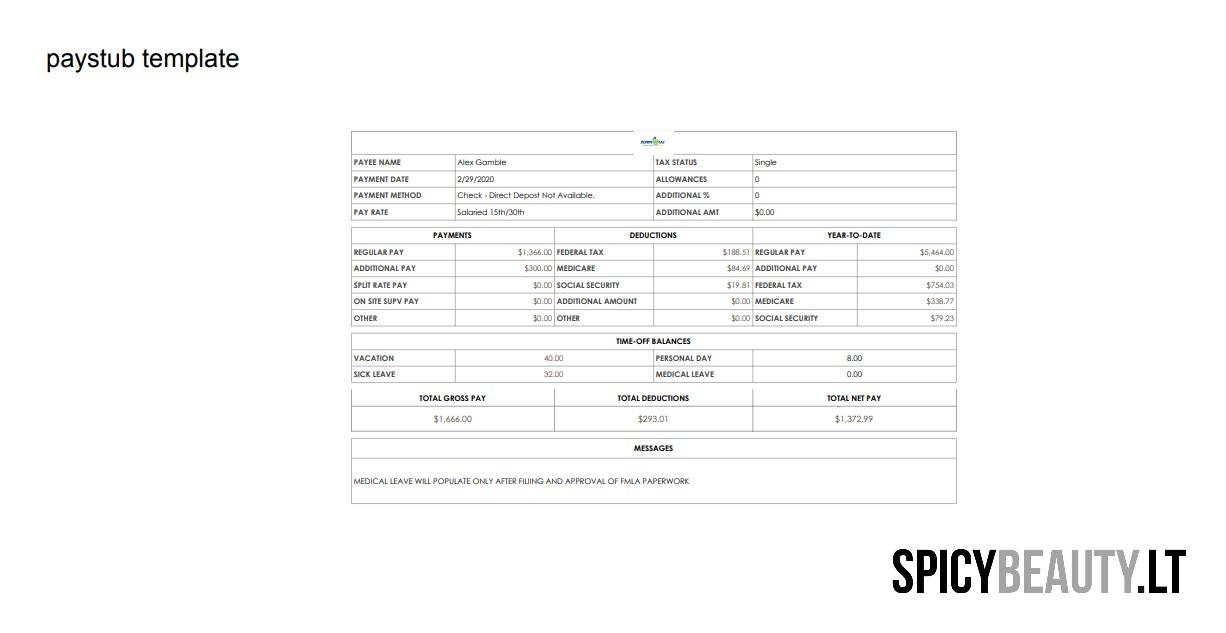 paystub template
PAYEE NAME Alex Gamble TAX STATUS Single
PAYMENT DATE 2/29/2020 ALLOWANCES 0
PAYMENT METHOD Check - Direct Depost Not Available. ADDITIONAL % 0
PAY RATE Salaried 15th/30th ADDITIONAL AMT $0.00
PAYMENTS DEDUCTIONS YEAR-TO-DATE
REGULAR PAY $1,366.00 FEDERAL TAX $188.51 REGULAR PAY $5,464.00
ADDITIONAL PAY $300.00 MEDICARE $84.69 ADDITIONAL PAY $0.00
SPLIT RATE PAY $0.00 SOCIAL SECURITY $19.81 FEDERAL TAX $754.03
ON SITE SUPV PAY $0.00 ADDITIONAL AMOUNT $0.00 MEDICARE $338.77
OTHER $0.00 OTHER $0.00 SOCIAL SECURITY $79.23
TIME-OFF BALANCES
VACATION 40.00 PERSONAL DAY 8.00
SICK LEAVE 32.00 MEDICAL LEAVE 0.00
TOTAL GROSS PAY TOTAL DEDUCTIONS TOTAL NET PAY
$1,666.00 $293.01 $1,372.99
MESSAGES
MEDICAL LEAVE WILL POPULATE ONLY AFTER FILIING AND APPROVAL OF FMLA PAPERWORK
SPICYBEAUTY.LT